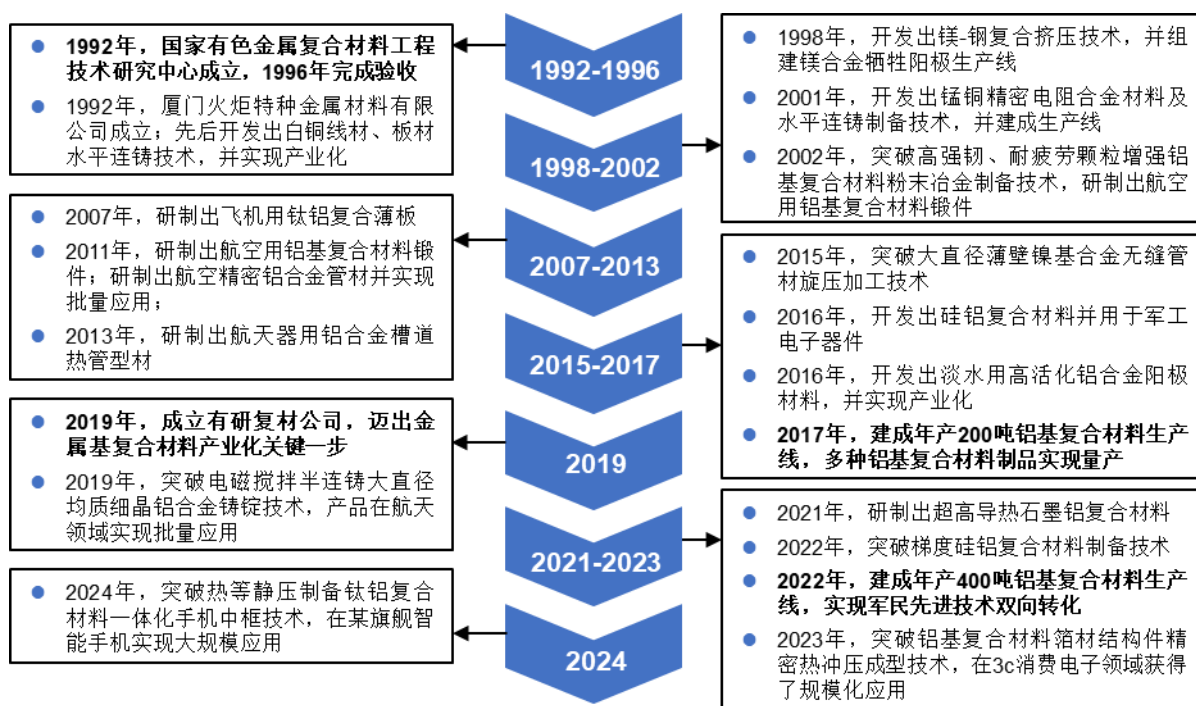 1992-1996
1992年，国家有色金属复合材料工程
技术研究中心成立，1996年完成验收
1992年，厦门火炬特种金属材料有限
公司成立；先后开发出白铜线材、板材
水平连铸技术，并实现产业化
1998-2002
1998年，开发出镁-钢复合挤压技术，并组
建镁合金牺牲阳极生产线
2001年，开发出锰铜精密电阻合金材料及
水平连铸制备技术，并建成生产线
2002年，突破高强韧、耐疲劳颗粒增强铝
基复合材料粉末冶金制备技术，研制出航空
用铝基复合材料锻件
2007-2013
2007年，研制出飞机用钛铝复合薄板
2011年，研制出航空用铝基复合材料锻
件；研制出航空精密铝合金管材并实现
批量应用；
2013年，研制出航天器用铝合金槽道
热管型材
2015-2017
2015年，突破大直径薄壁镍基合金无缝管
材旋压加工技术
2016年，开发出硅铝复合材料并用于军工
电子器件
2016年，开发出淡水用高活化铝合金阳极
材料，并实现产业化
2017年，建成年产200吨铝基复合材料生产
线，多种铝基复合材料制品实现量产
2019
2019年，成立有研复材公司，迈出金
属基复合材料产业化关键一步
2019年，突破电磁搅拌半连铸大直径
均质细晶铝合金铸锭技术，产品在航天
领域实现批量应用
2021-2023
2021年，研制出超高导热石墨铝复合材料
2022年，突破梯度硅铝复合材料制备技术
2022年，建成年产400吨铝基复合材料生产
线，实现军民先进技术双向转化
2023年，突破铝基复合材料箔材结构件精
密热冲压成型技术，在3c消费电子领域获得
了规模化应用
2024
2024年，突破热等静压制备钛铝复合
材料一体化手机中框技术，在某旗舰智
能手机实现大规模应用